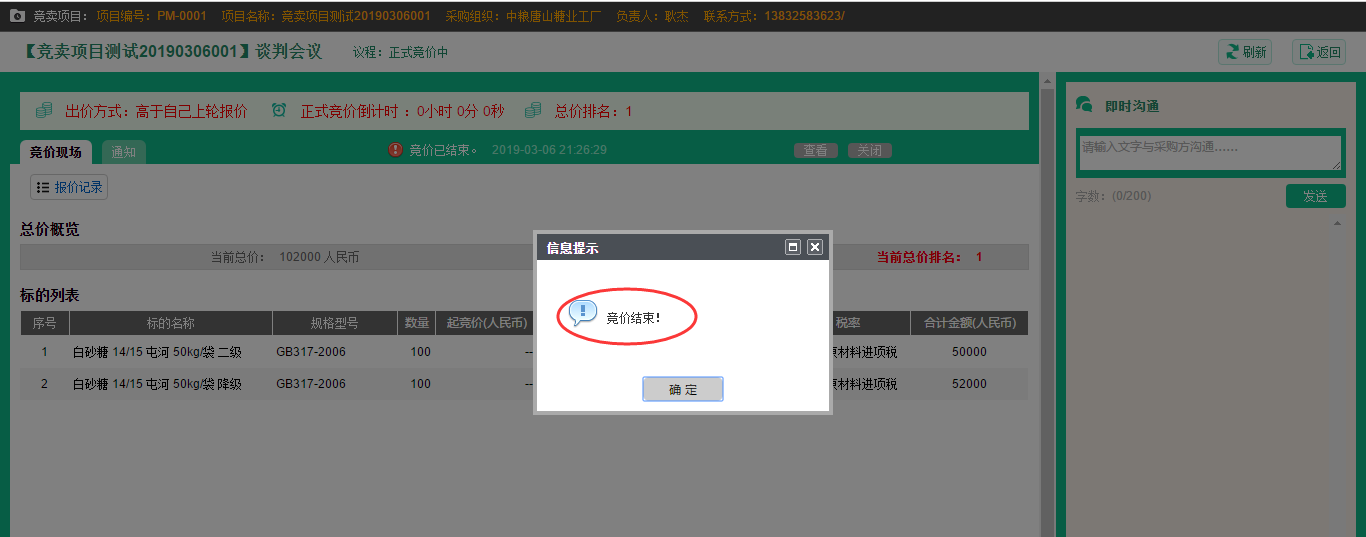 竞卖项目： 项目编号：PM-0001 项目名称：竞卖项目测试20190306001 采购组织：中粮唐山糖业工厂 负责人：耿杰 联系方式：13832583623/
【竞卖项目测试20190306001】谈判会议 议程：正式竞价中 刷新 返回
出价方式：高于自己上轮报价 正式竞价倒计时 ：0小时 0分 0秒 总价排名：1
竞价现场 通知 竞价已结束。 2019-03-06 21:26:29 查看 关闭
报价记录
总价概览
当前总价： 102000 人民币 当前总价排名： 1
标的列表
序号 标的名称 规格型号 数量 起竞价(人民币) 税率 合计金额(人民币)
1 白砂糖 14/15 屯河 50kg/袋 二级 GB317-2006 100 -- 材料进项税 50000
2 白砂糖 14/15 屯河 50kg/袋 降级 GB317-2006 100 -- 材料进项税 52000
信息提示
竞价结束！
确 定
即时沟通
请输入文字与采购方沟通……
字数：(0/200) 发送